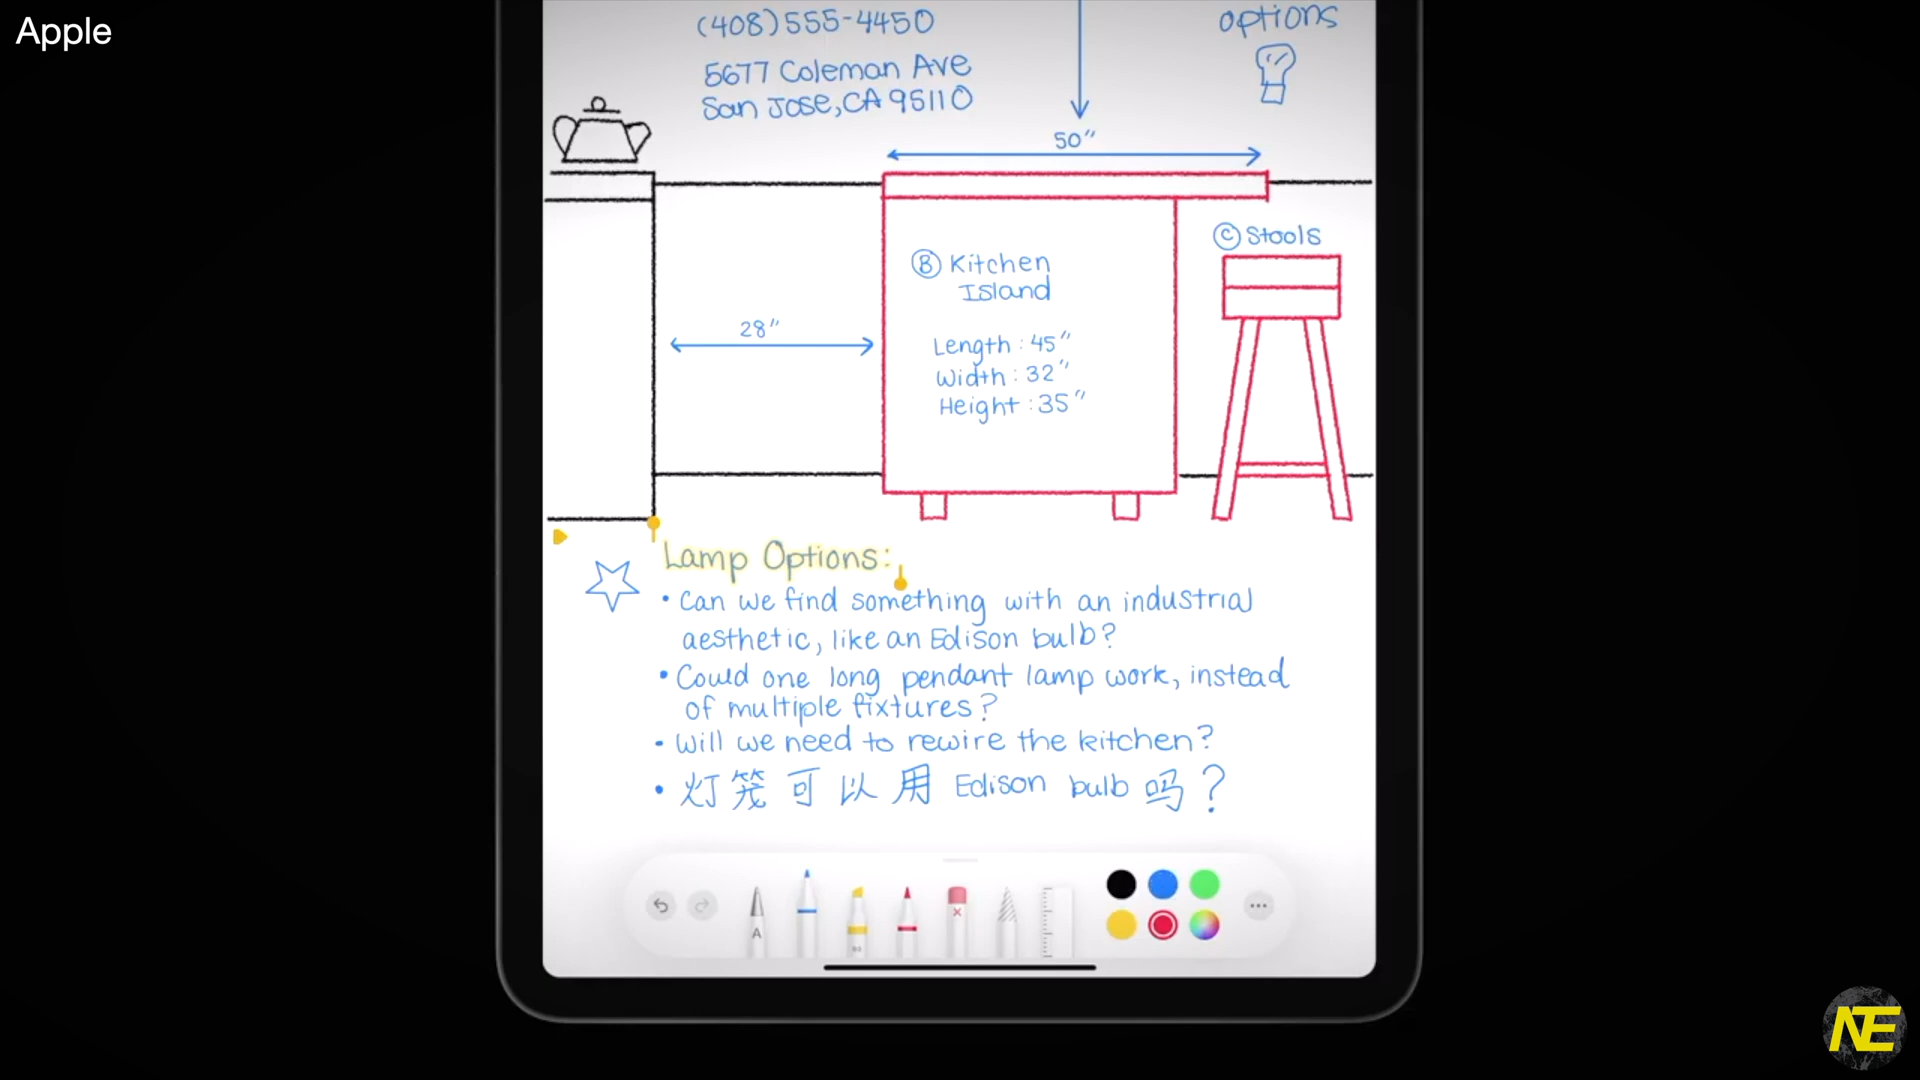 Apple
(408)555-4450
5677 Coleman Ave
San Jose, CA 95110
options
50"
Ⓒ Stools
Ⓑ Kitchen
Island
28"
Length : 45"
Width : 32"
Height : 35"
Lamp Options:
• Can we find something with an industrial
aesthetic, like an Edison bulb?
• Could one long pendant lamp work, instead
of multiple fixtures?
• Will we need to rewire the kitchen?
• 灯笼可以用 Edison bulb 吗?
A
NE